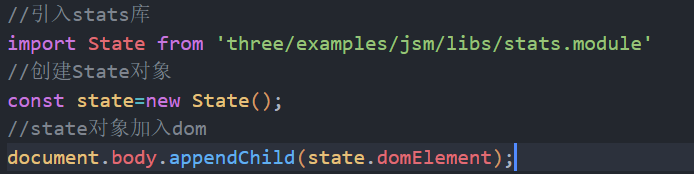 //引入stats库
import State from 'three/examples/jsm/libs/stats.module'
//创建State对象
const state=new State();
//state对象加入dom
document.body.appendChild(state.domElement);